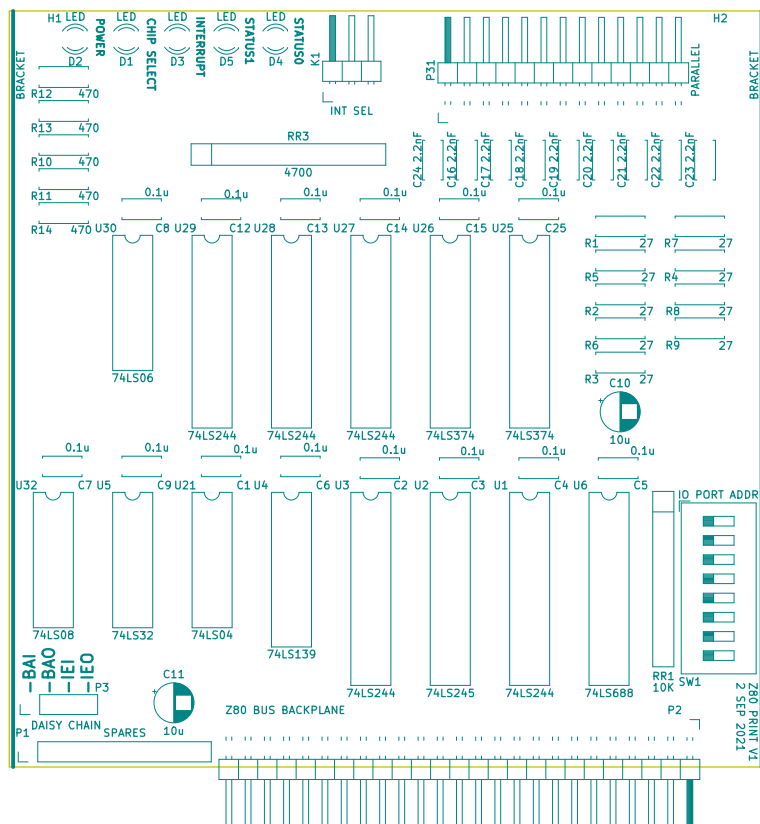 H1 LED LED LED LED LED H2
POWER
CHIP SELECT
INTERRUPT
STATUS1
STATUS0
D2 D1 D3 D5 D4
K1
INT SEL
P31
PARALLEL
BRACKET
BRACKET
R12 470
R13 470
R10 470
R11 470
R14 470
RR3
4700
C24 2.2nF
C16 2.2nF
C17 2.2nF
C18 2.2nF
C19 2.2nF
C20 2.2nF
C21 2.2nF
C22 2.2nF
C23 2.2nF
0.1u 0.1u 0.1u 0.1u 0.1u 0.1u
U30 C8 U29 C12 U28 C13 U27 C14 U26 C15 U25 C25
R1 27 R7 27
R5 27 R4 27
R2 27 R8 27
R6 27 R9 27
R3 27
C10
10u
74LS06
74LS244 74LS244 74LS244 74LS374 74LS374
0.1u 0.1u 0.1u 0.1u 0.1u 0.1u 0.1u 0.1u
U32 C7 U5 C9 U21 C1 U4 C6 U3 C2 U2 C3 U1 C4 U6 C5
IO PORT ADDR
74LS08 74LS32 74LS04
74LS139
74LS244 74LS245 74LS244 74LS688
RR1
10K
SW1
-BAI
BAO
-IEI
-IEO
P3
DAISY CHAIN
C11
10u
P1 SPARES
Z80 BUS BACKPLANE
P2
Z80 PRINT V1
2 SEP 2021